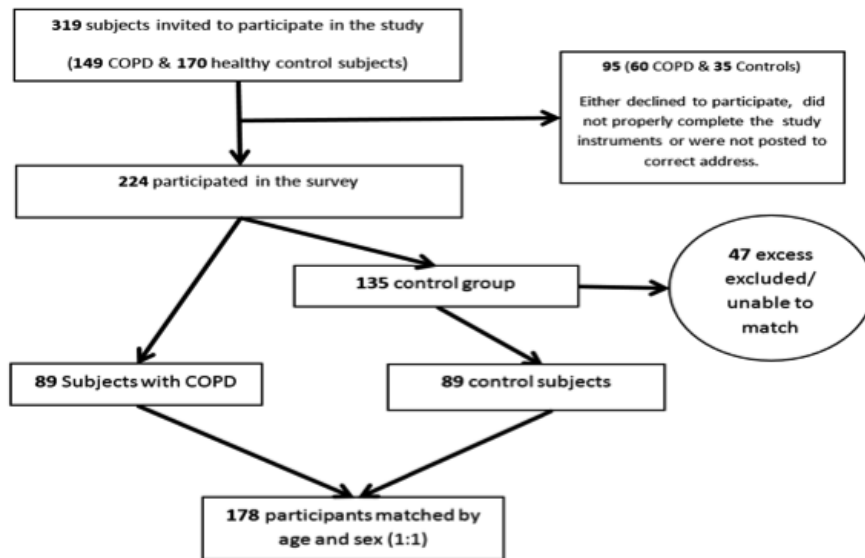 319 subjects invited to participate in the study
(149 COPD & 170 healthy control subjects)
95 (60 COPD & 35 Controls)
Either declined to participate, did
not properly complete the study
instruments or were not posted to
correct address.
224 participated in the survey
47 excess
excluded/
unable to
match
135 control group
89 Subjects with COPD
89 control subjects
178 participants matched by
age and sex (1:1)